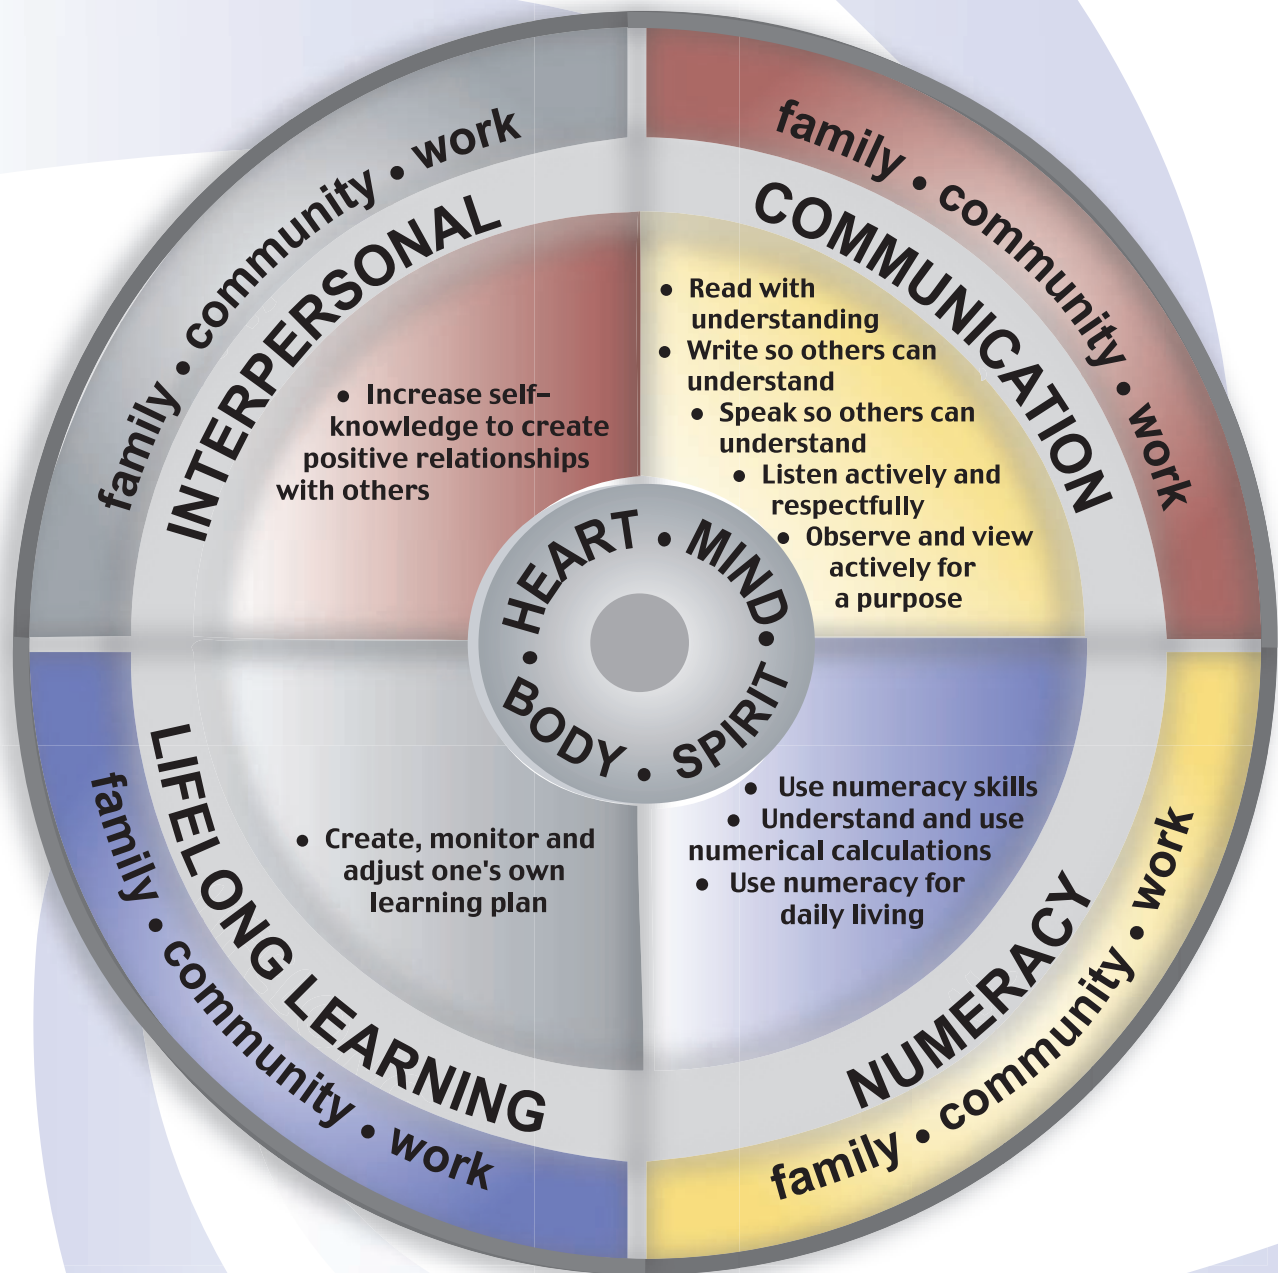 family • community • work
INTERPERSONAL
• Increase self-
knowledge to create
positive relationships
with others
family • community • work
COMMUNICATION
• Read with
understanding
• Write so others can
understand
• Speak so others can
understand
• Listen actively and
respectfully
• Observe and view
actively for
a purpose
• HEART • MIND •
BODY • SPIRIT
LIFELONG LEARNING
family • community • work
• Create, monitor and
adjust one's own
learning plan
• Use numeracy skills
• Understand and use
numerical calculations
• Use numeracy for
daily living
NUMERACY
family • community • work